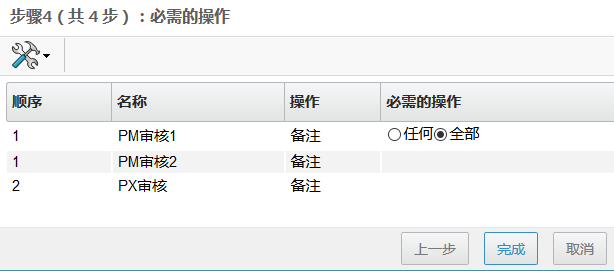 步骤4（共 4 步）：必需的操作
顺序 名称 操作 必需的操作
1 PM审核1 备注 任何 全部
1 PM审核2 备注
2 PX审核 备注
上一步 完成 取消